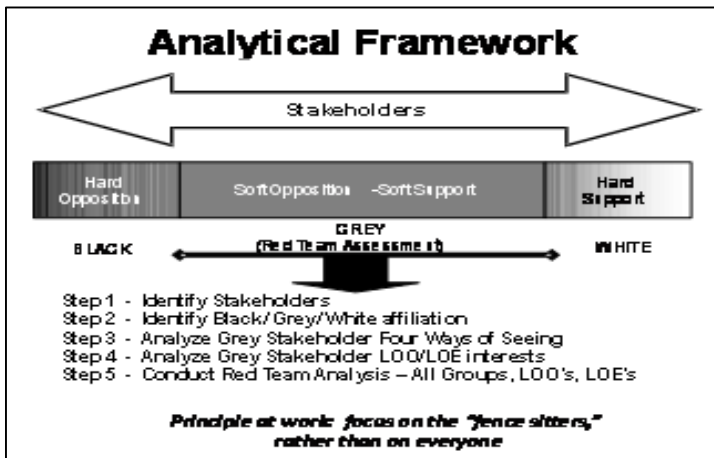 Analytical Framework
Stakeholders
Hard
Opposition
Soft Opposition - Soft Support
Hard
Support
BLACK
GREY
(Red Team Assessment)
WHITE
Step 1 - Identify Stakeholders
Step 2 - Identify Black/Grey/White affiliation
Step 3 - Analyze Grey Stakeholder Four Ways of Seeing
Step 4 - Analyze Grey Stakeholder LOO/LOE interests
Step 5 - Conduct Red Team Analysis – All Groups, LOO's, LOE's
Principle at work: focus on the "fence sitters,"
rather than on everyone